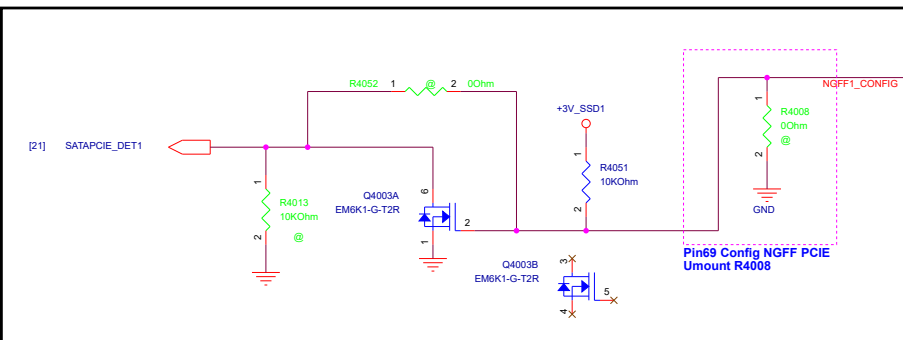 R4052 1 @ 2 0Ohm
NGFF1_CONFIG
+3V_SSD1
1
R4008
0Ohm
@
2
[21] SATAPCIE_DET1
1
R4051
10KOhm
2
1
R4013
10KOhm
2
@
Q4003A
EM6K1-G-T2R
6
2
1
GND
Pin69 Config NGFF PCIE
Umount R4008
Q4003B
EM6K1-G-T2R
3
5
4